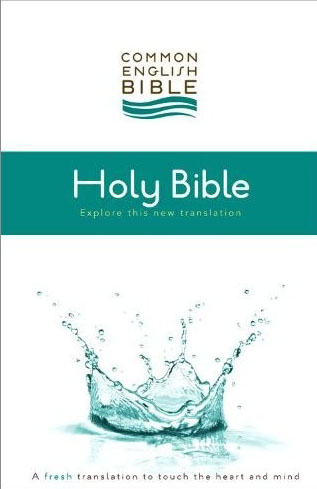 COMMON
ENGLISH
BIBLE
Holy Bible
Explore this new translation
A fresh translation to touch the heart and mind